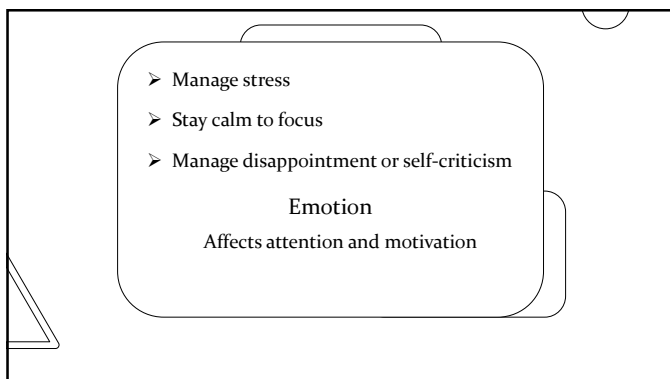 ➢ Manage stress
➢ Stay calm to focus
➢ Manage disappointment or self-criticism
Emotion
Affects attention and motivation